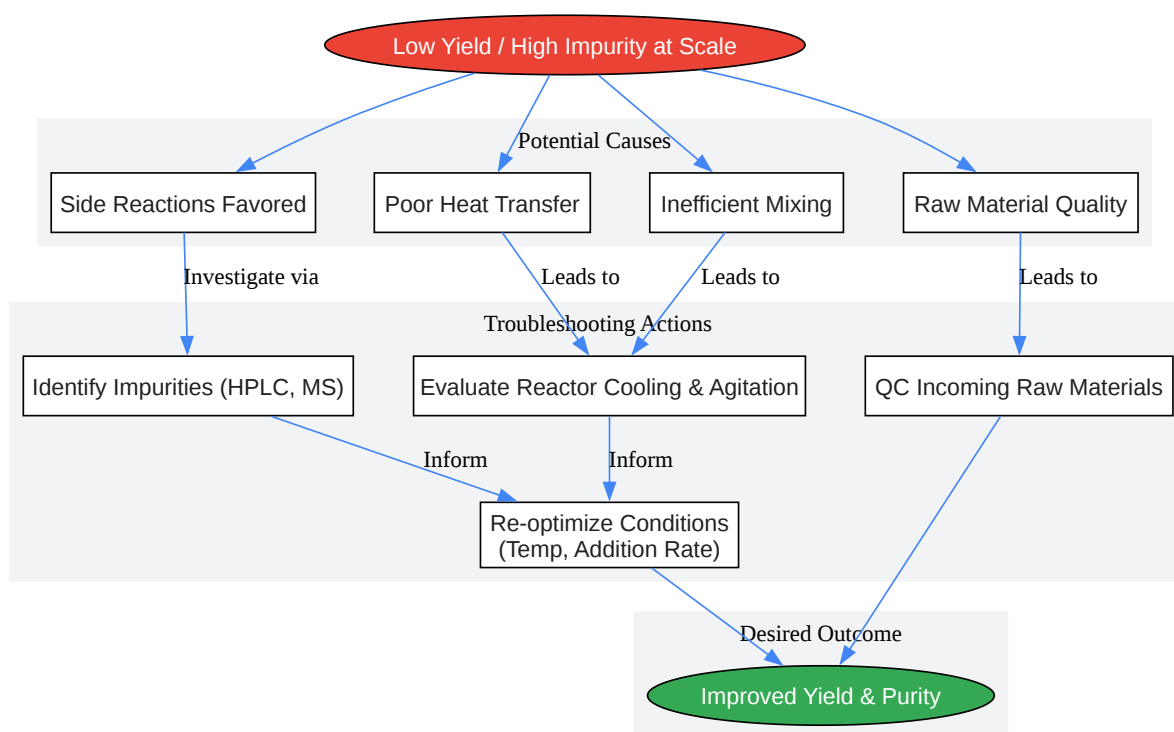 Low Yield / High Impurity at Scale
Potential Causes
Side Reactions Favored
Poor Heat Transfer
Inefficient Mixing
Raw Material Quality
Investigate via
Leads to
Leads to
Leads to
Troubleshooting Actions
Identify Impurities (HPLC, MS)
Evaluate Reactor Cooling & Agitation
QC Incoming Raw Materials
Inform
Inform
Re-optimize Conditions
(Temp, Addition Rate)
Desired Outcome
Improved Yield & Purity